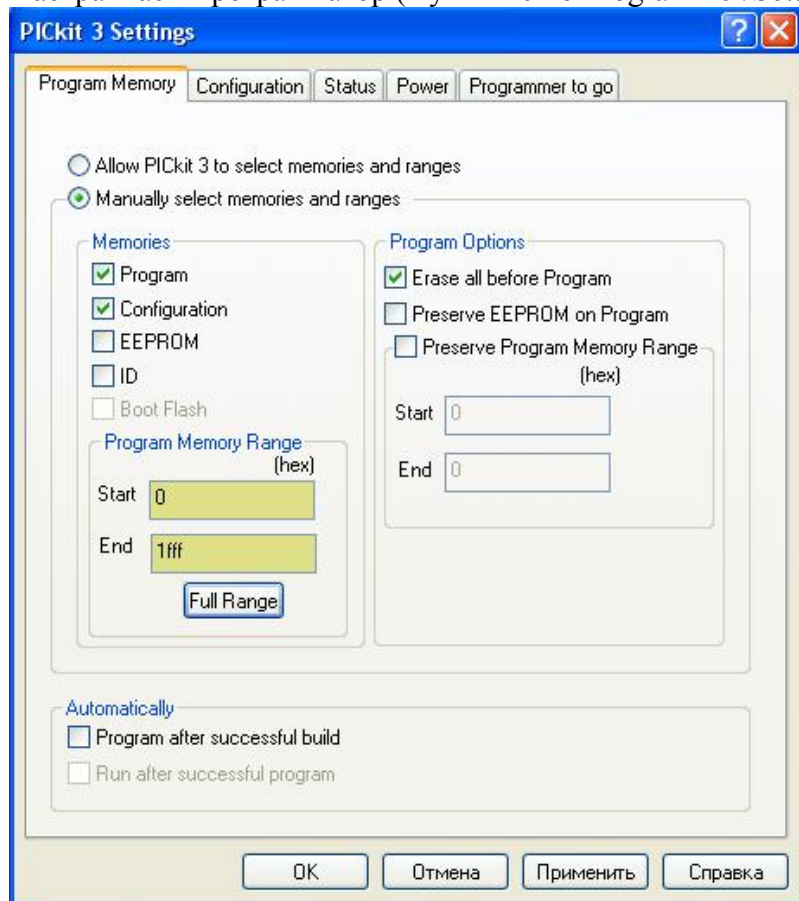 PICkit 3 Settings
Program Memory Configuration Status Power Programmer to go
Allow PICkit 3 to select memories and ranges
Manually select memories and ranges
Memories
Program
Configuration
EEPROM
ID
Boot Flash
Program Memory Range
(hex)
Start 0
End 1fff
Full Range
Program Options
Erase all before Program
Preserve EEPROM on Program
Preserve Program Memory Range
(hex)
Start 0
End 0
Automatically
Program after successful build
Run after successful program
OK Отмена Применить Справка